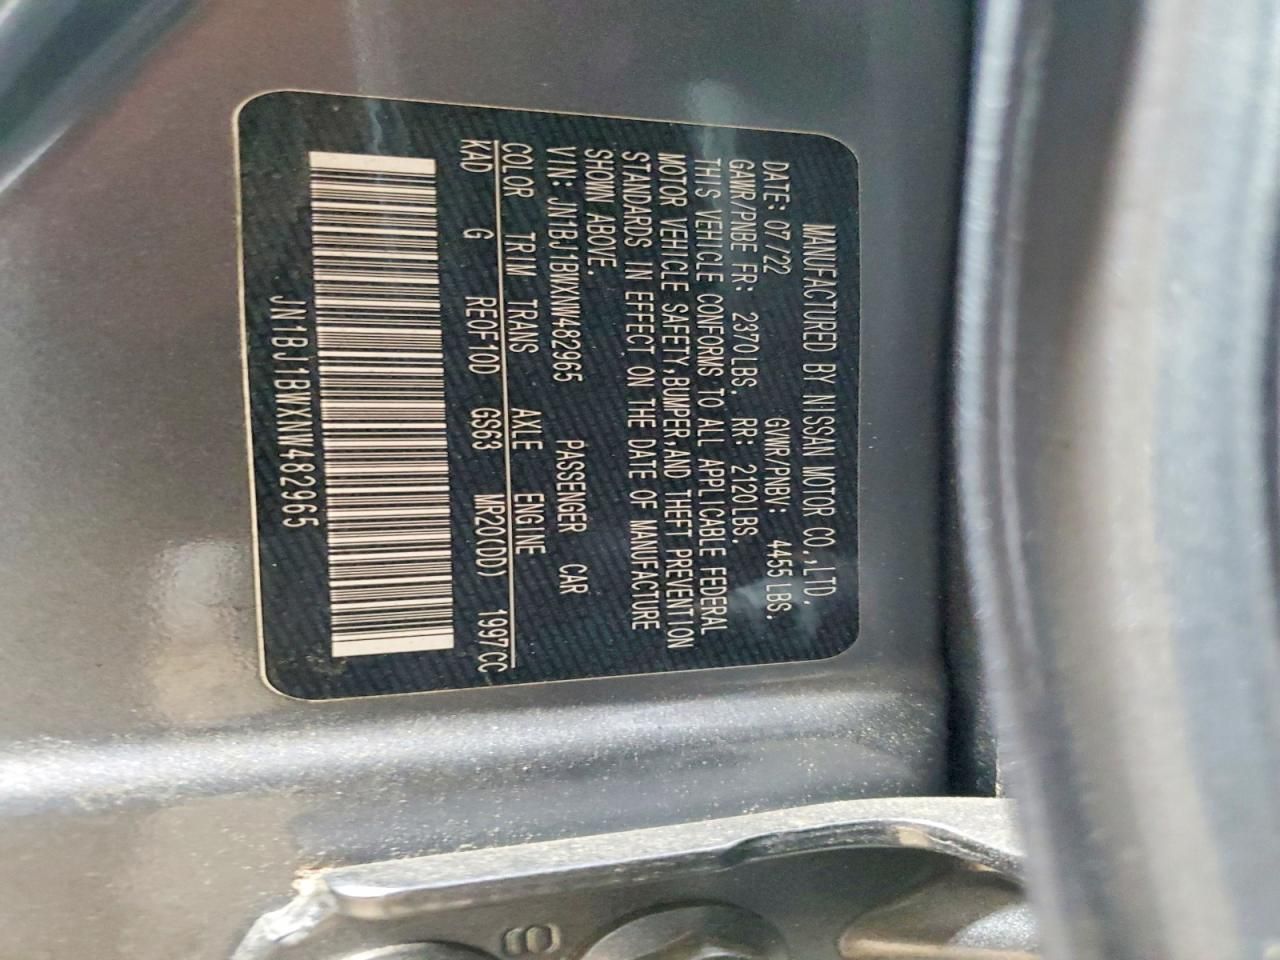 MANUFACTURED BY NISSAN MOTOR CO.,LTD.
DATE: 07/22 GVWR/PNBV: 4455 LBS.
GAWR/PNBE FR: 2370LBS. RR: 2120LBS.
THIS VEHICLE CONFORMS TO ALL APPLICABLE FEDERAL
MOTOR VEHICLE SAFETY,BUMPER,AND THEFT PREVENTION
STANDARDS IN EFFECT ON THE DATE OF MANUFACTURE
SHOWN ABOVE.
VIN: JN1BJ1BWXNW482965 PASSENGER CAR
COLOR TRIM TRANS AXLE ENGINE
KAD G RE0F10D GS63 MR20(DD) 1997CC
JN1BJ1BWXNW482965